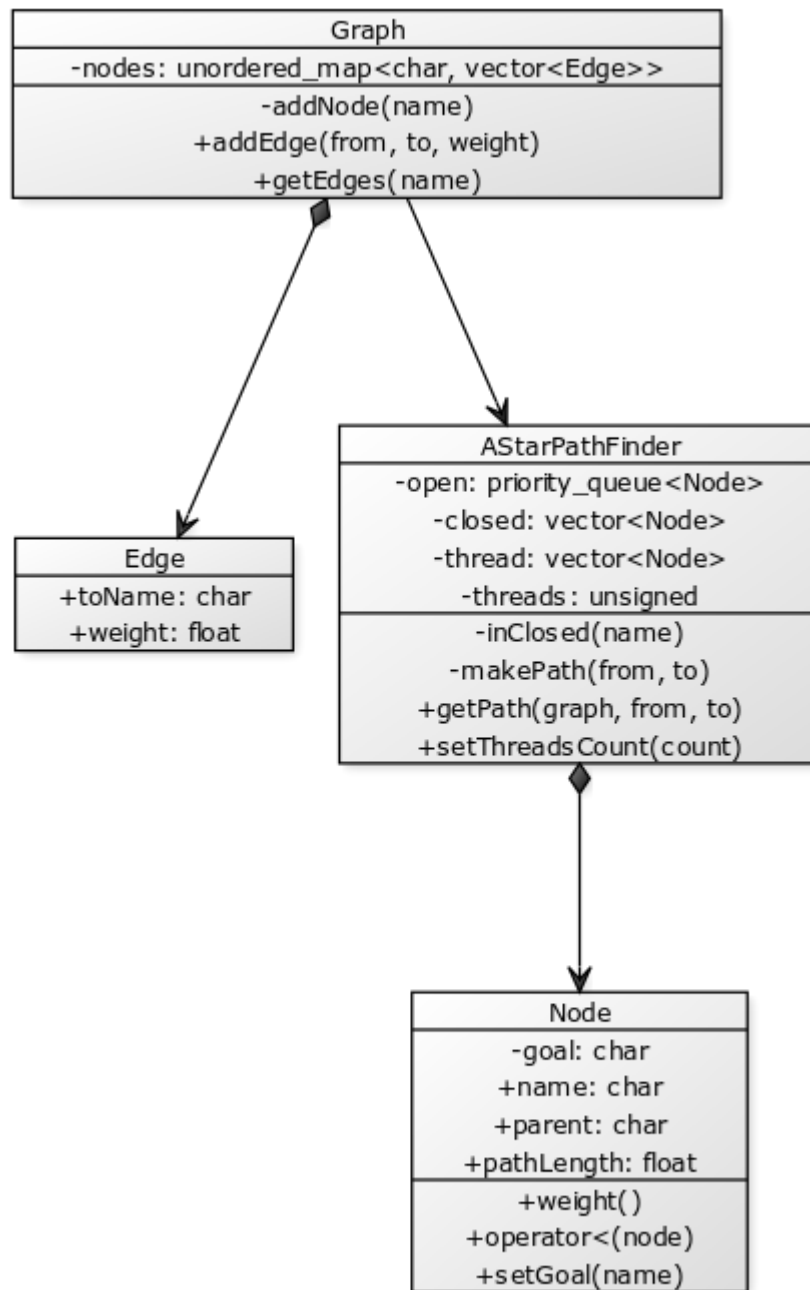 Graph
-nodes: unordered_map<char, vector<Edge>>
-addNode(name)
+addEdge(from, to, weight)
+getEdges(name)
AStarPathFinder
-open: priority_queue<Node>
-closed: vector<Node>
-thread: vector<Node>
-threads: unsigned
-inClosed(name)
-makePath(from, to)
+getPath(graph, from, to)
+setThreadsCount(count)
Edge
+toName: char
+weight: float
Node
-goal: char
+name: char
+parent: char
+pathLength: float
+weight()
+operator<(node)
+setGoal(name)